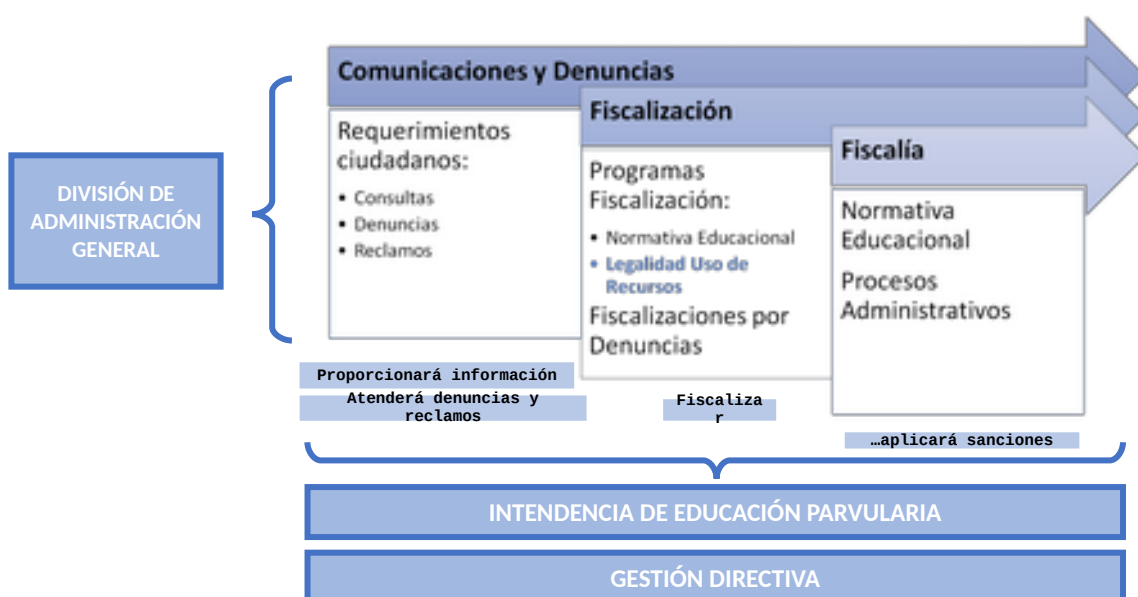 Comunicaciones y Denuncias
Fiscalización
Fiscalía
DIVISIÓN DE
ADMINISTRACIÓN
GENERAL
Requerimientos
ciudadanos:
• Consultas
• Denuncias
• Reclamos
Programas
Fiscalización:
• Normativa Educacional
• Legalidad Uso de
Recursos
Fiscalizaciones por
Denuncias
Normativa
Educacional
Procesos
Administrativos
Proporcionará información
Atenderá denuncias y
reclamos
Fiscaliza
r
…aplicará sanciones
INTENDENCIA DE EDUCACIÓN PARVULARIA
GESTIÓN DIRECTIVA